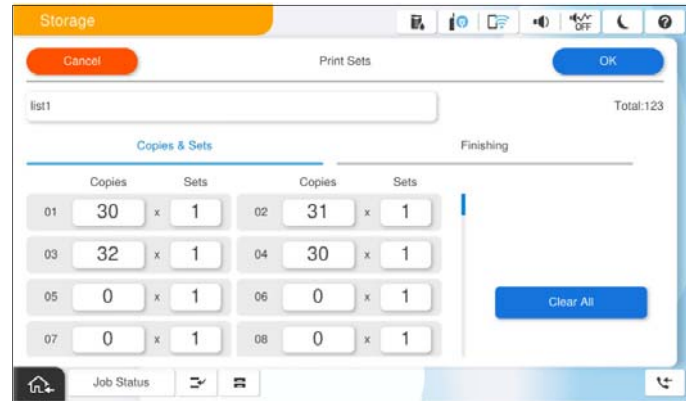 Storage
OFF
Cancel Print Sets OK
list1 Total:123
Copies & Sets Finishing
Copies Sets Copies Sets
01 30 x 1 02 31 x 1
03 32 x 1 04 30 x 1
05 0 x 1 06 0 x 1
Clear All
07 0 x 1 08 0 x 1
Job Status